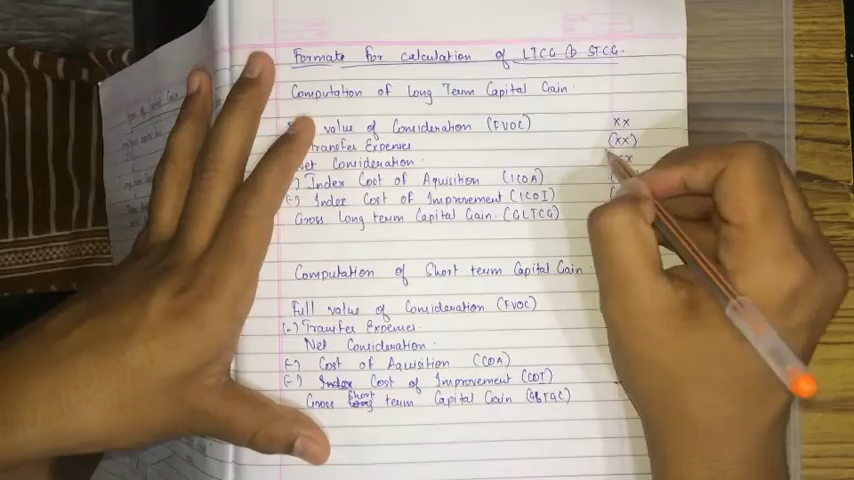 Formate for calculation of LTCG & STCG.
Computation of Long Term Capital Gain.
value of Consideration (FVOC) xx
Transfer Expenses (xx)
Net Consideration. xx
(-) Index Cost of Aquisition (ICOA)
(-) Index Cost of Improvement (ICOI)
Gross Long term Capital Gain. (GLTCG)
Computation of Short term Capital Gain
Full value of Consideration (FVOC)
(-) Transfer Expenses.
Net Consideration.
(-) Cost of Aquisition (COA)
(-) Cost of Improvement (COI)
Gross Short term Capital Gain